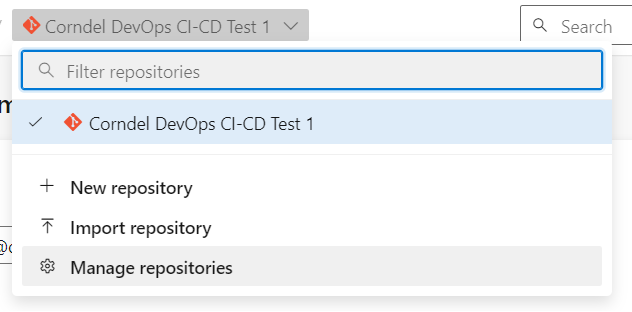 Corndel DevOps CI-CD Test 1
Search
Filter repositories
Corndel DevOps CI-CD Test 1
New repository
Import repository
Manage repositories